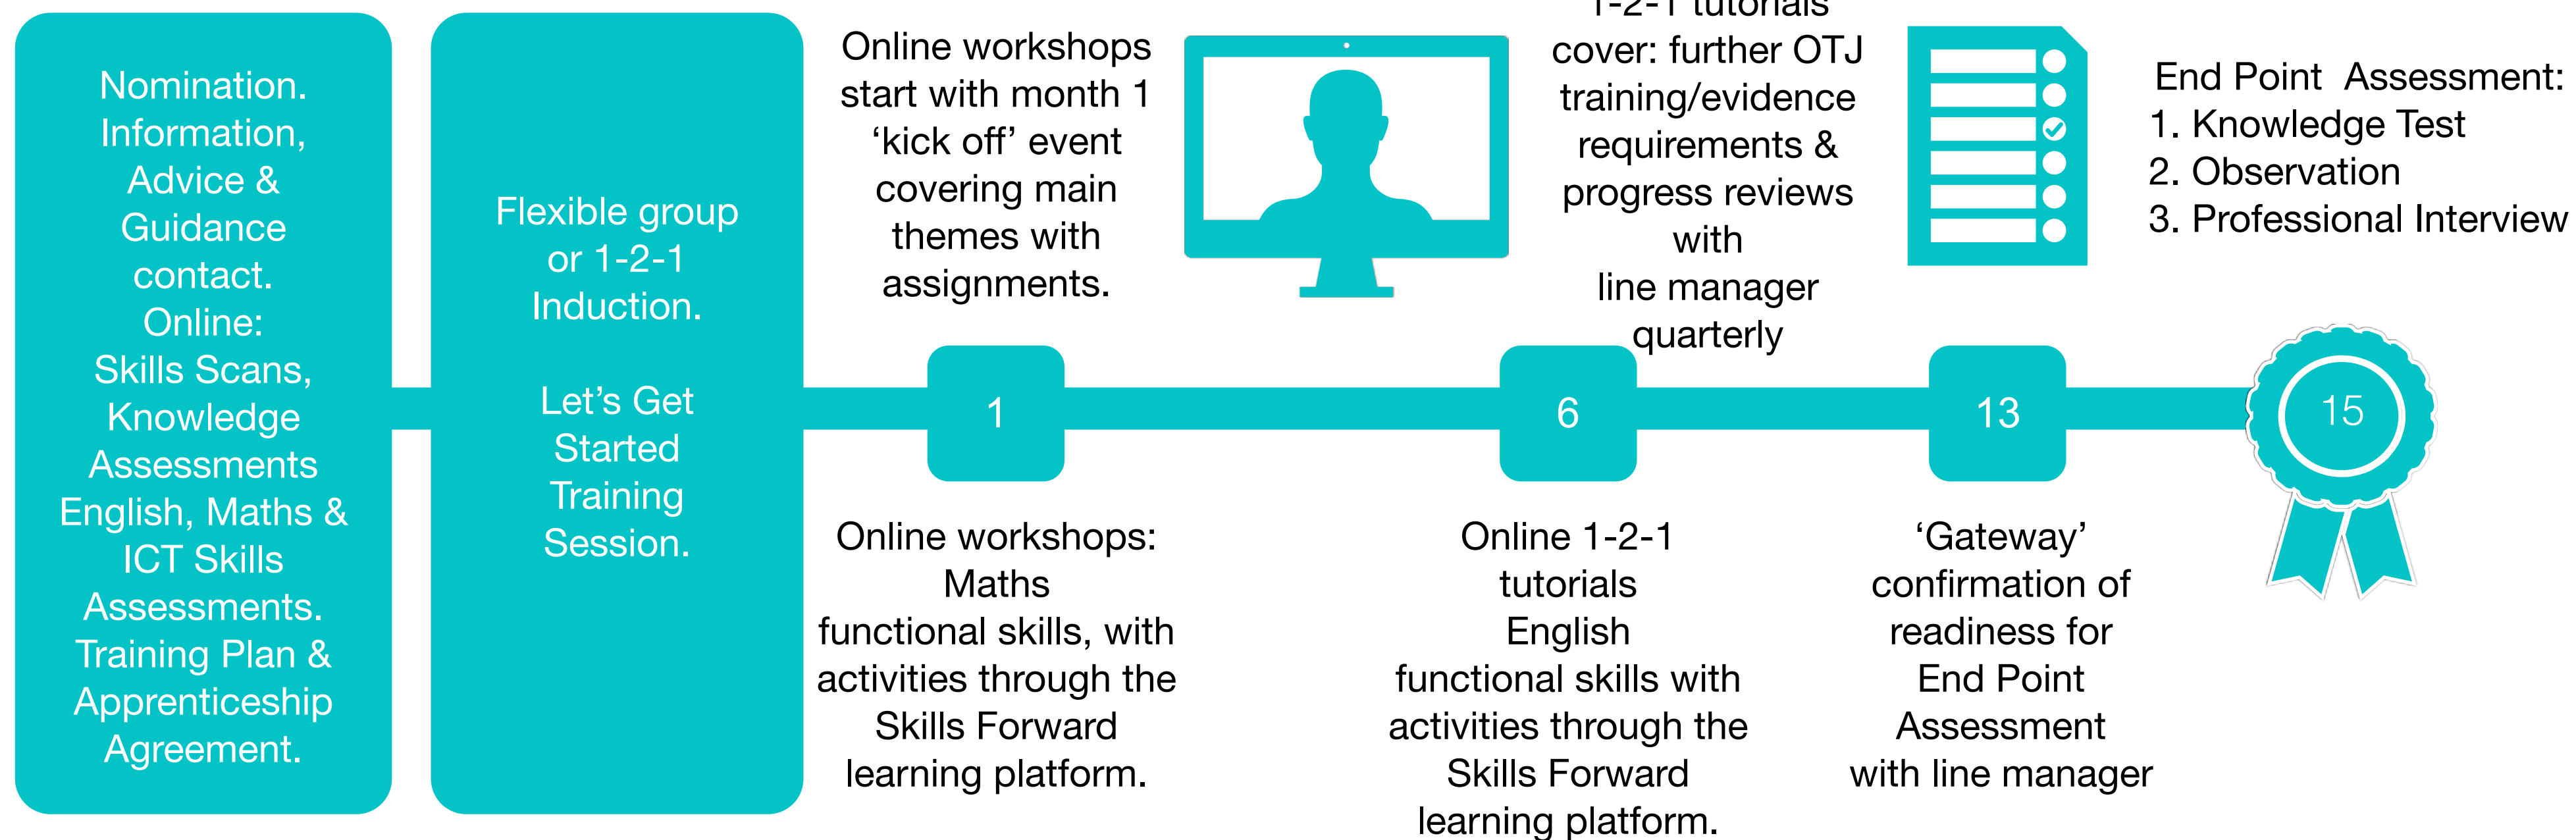 Nomination.
Information,
Advice &
Guidance
contact.
Online:
Skills Scans,
Knowledge
Assessments
English, Maths &
ICT Skills
Assessments.
Training Plan &
Apprenticeship
Agreement.
Flexible group
or 1-2-1
Induction.
Let’s Get
Started
Training
Session.
Online workshops
start with month 1
‘kick off’ event
covering main
themes with
assignments.
1-2-1 tutorials
cover: further OTJ
training/evidence
requirements &
progress reviews
with
line manager
quarterly
End Point  Assessment:
1. Knowledge Test
2. Observation
3. Professional Interview
1
6
13
15
Online workshops:
Maths
functional skills, with
activities through the
Skills Forward
learning platform.
Online 1-2-1
tutorials
English
functional skills with
activities through the
Skills Forward
learning platform.
‘Gateway’
confirmation of
readiness for
End Point
Assessment
with line manager